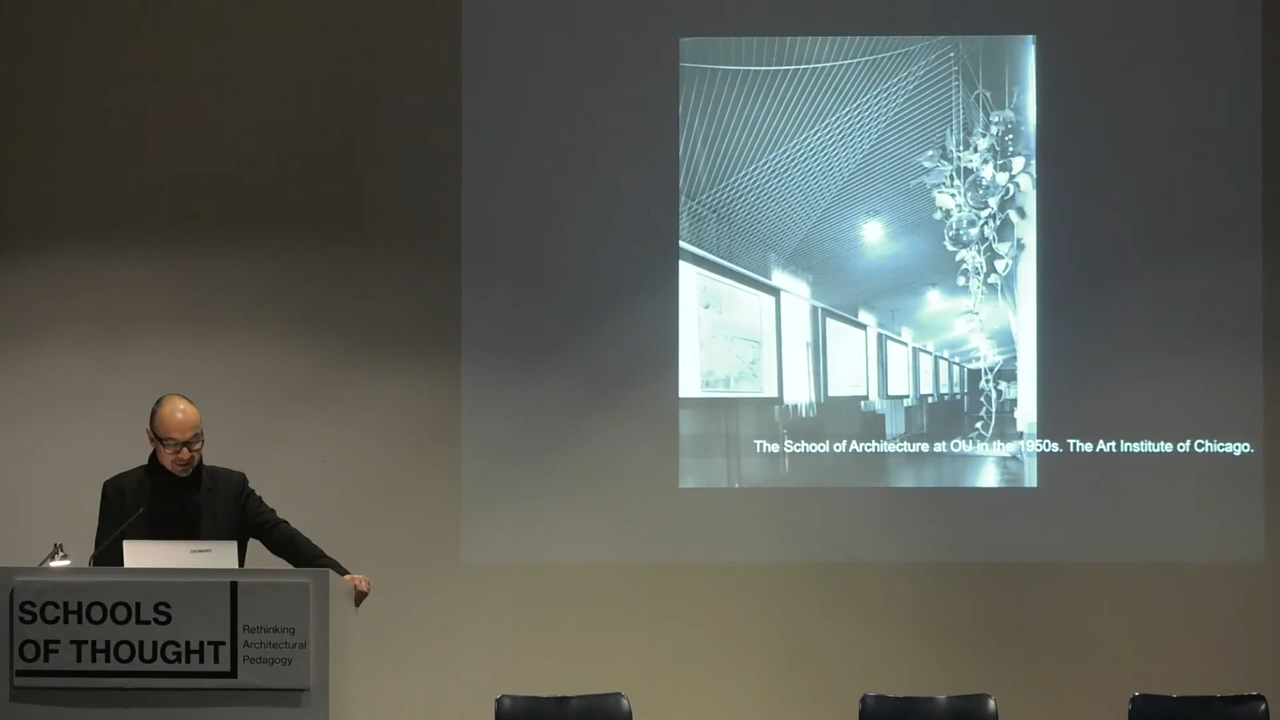 The School of Architecture at OU in the 1950s. The Art Institute of Chicago.
SCHOOLS
OF THOUGHT
Rethinking
Architectural
Pedagogy